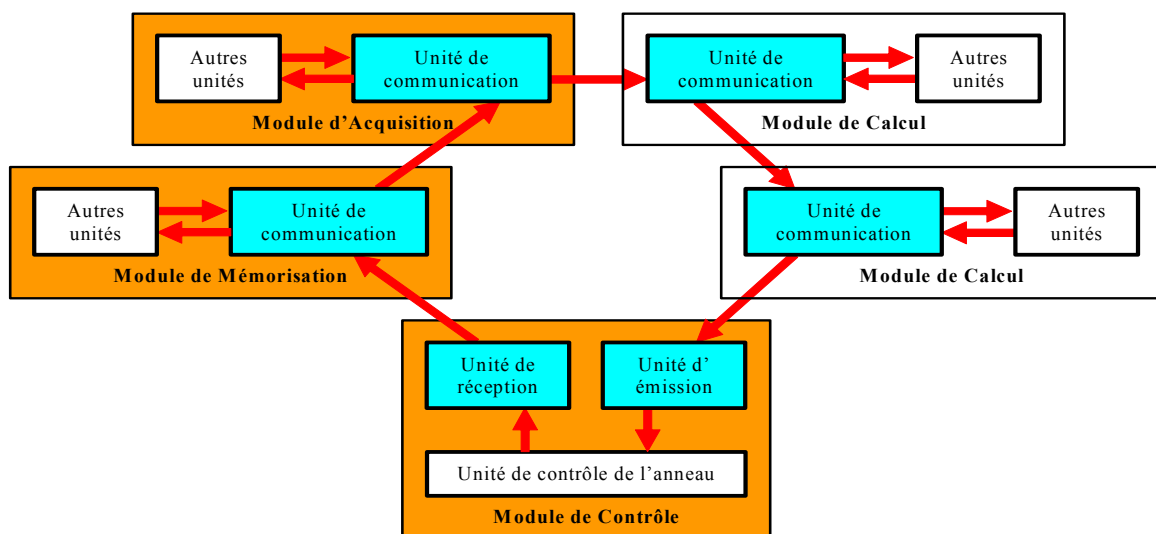 Autres
unités
Unité de
communication
Module d'Acquisition
Unité de
communication
Autres
unités
Module de Calcul
Autres
unités
Unité de
communication
Module de Mémorisation
Unité de
communication
Autres
unités
Module de Calcul
Unité de
réception
Unité d'
émission
Unité de contrôle de l'anneau
Module de Contrôle